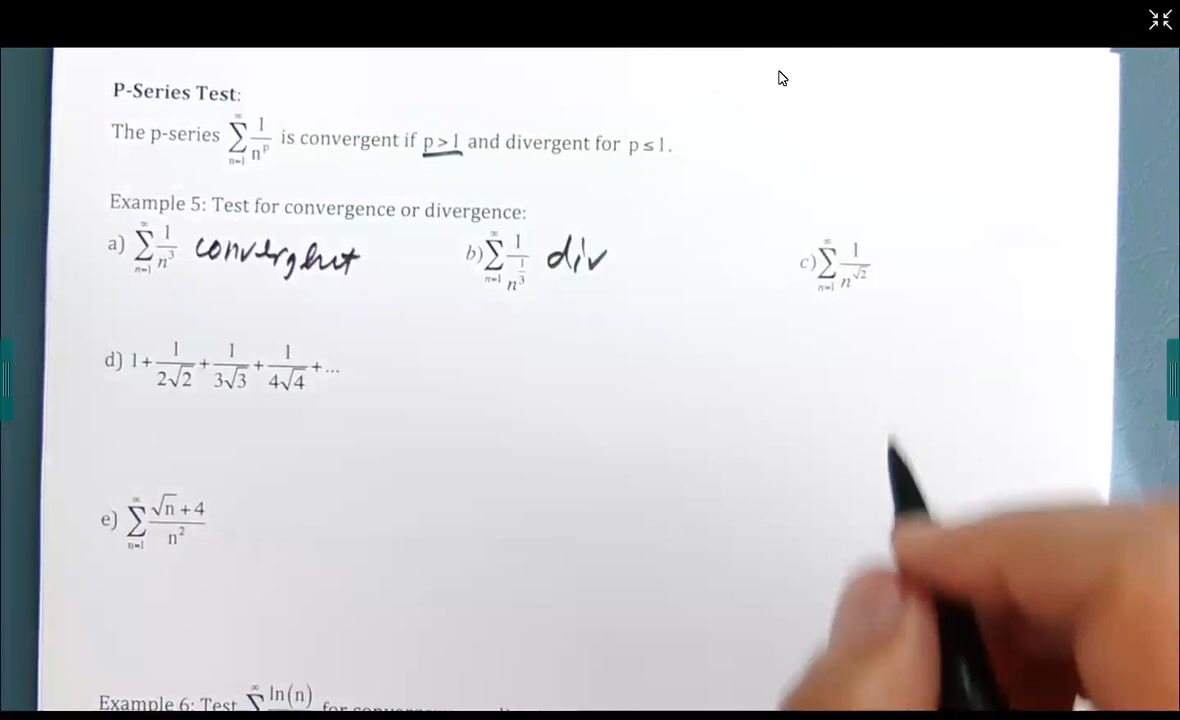 P-Series Test:
The p-series ∑_{n=1}^{∞} 1/n^p is convergent if p > 1 and divergent for p ≤ 1.
Example 5: Test for convergence or divergence:
a) ∑_{n=1}^{∞} 1/n^3 converghut b) ∑_{n=1}^{∞} 1/n^{1/3} div c) ∑_{n=1}^{∞} 1/n^{√2}
d) 1 + 1/(2√2) + 1/(3√3) + 1/(4√4) + ...
e) ∑_{n=1}^{∞} (√n + 4)/n^2
Example 6: Test ∑^{∞} ln(n) for